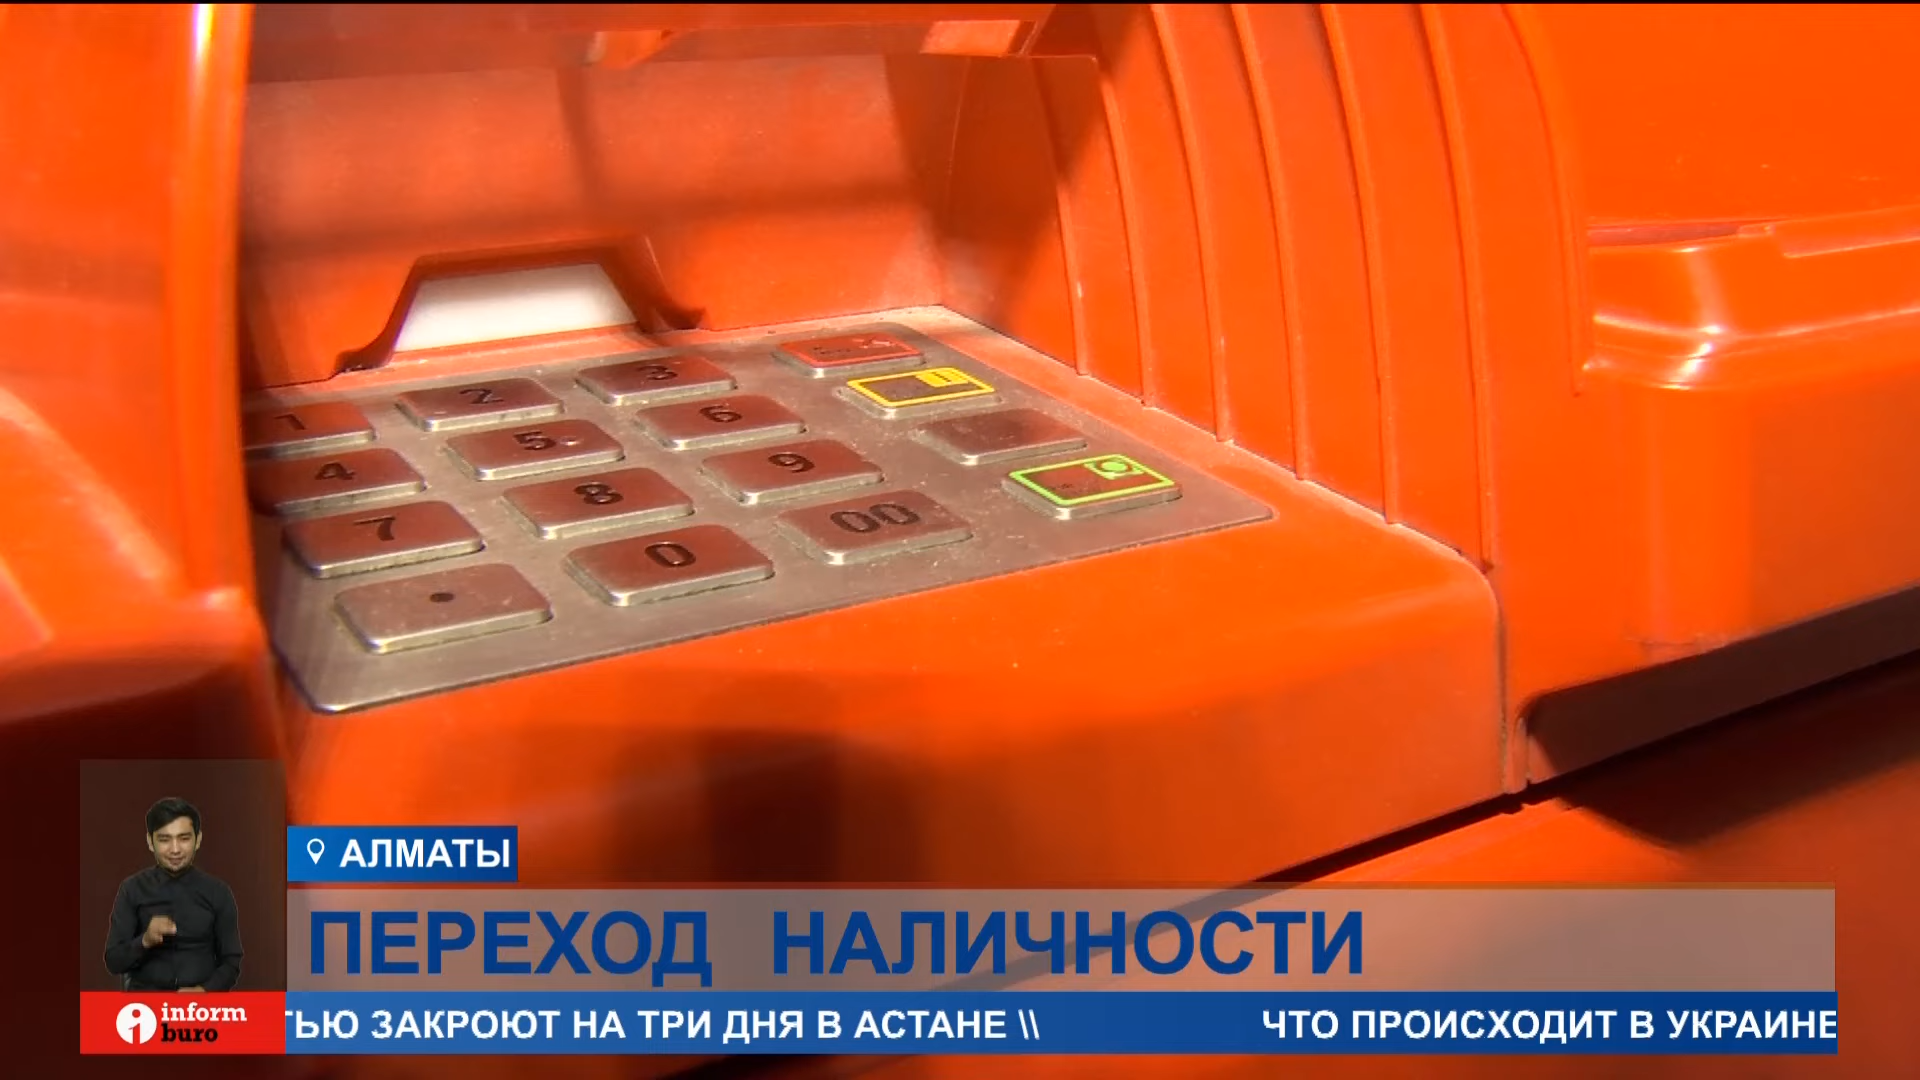 1 2 3
4 5 6
7 8 9
0 00
АЛМАТЫ
ПЕРЕХОД НАЛИЧНОСТИ
inform
buro
ТЬЮ ЗАКРОЮТ НА ТРИ ДНЯ В АСТАНЕ \\ ЧТО ПРОИСХОДИТ В УКРАИНЕ